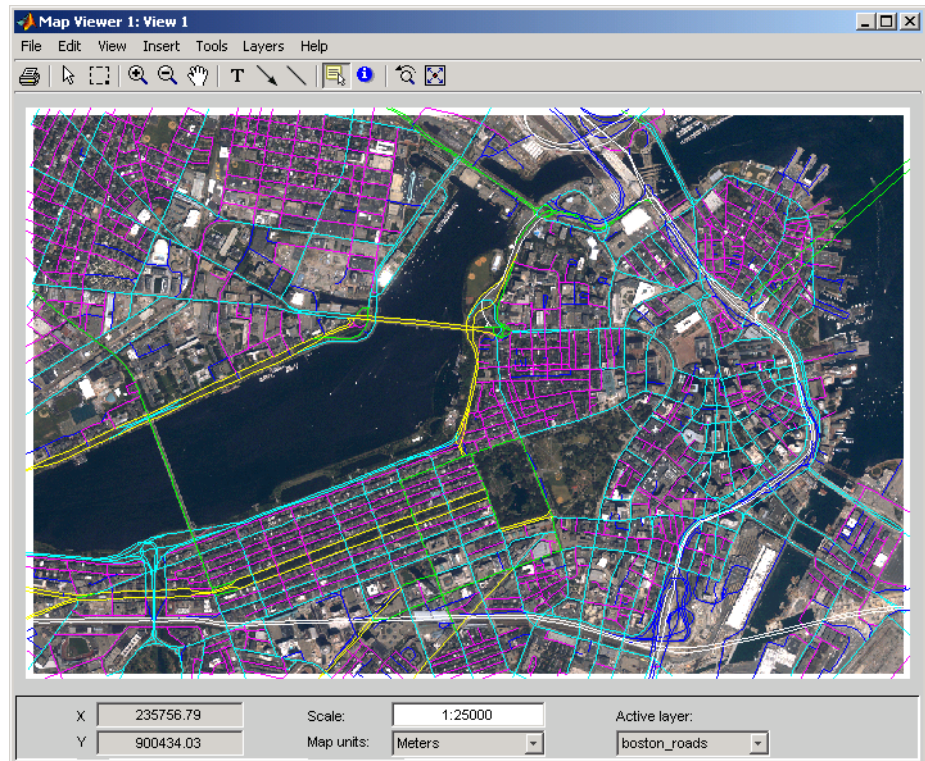 Map Viewer 1: View 1
File Edit View Insert Tools Layers Help
T
X 235756.79 Scale: 1:25000 Active layer:
Y 900434.03 Map units: Meters boston_roads